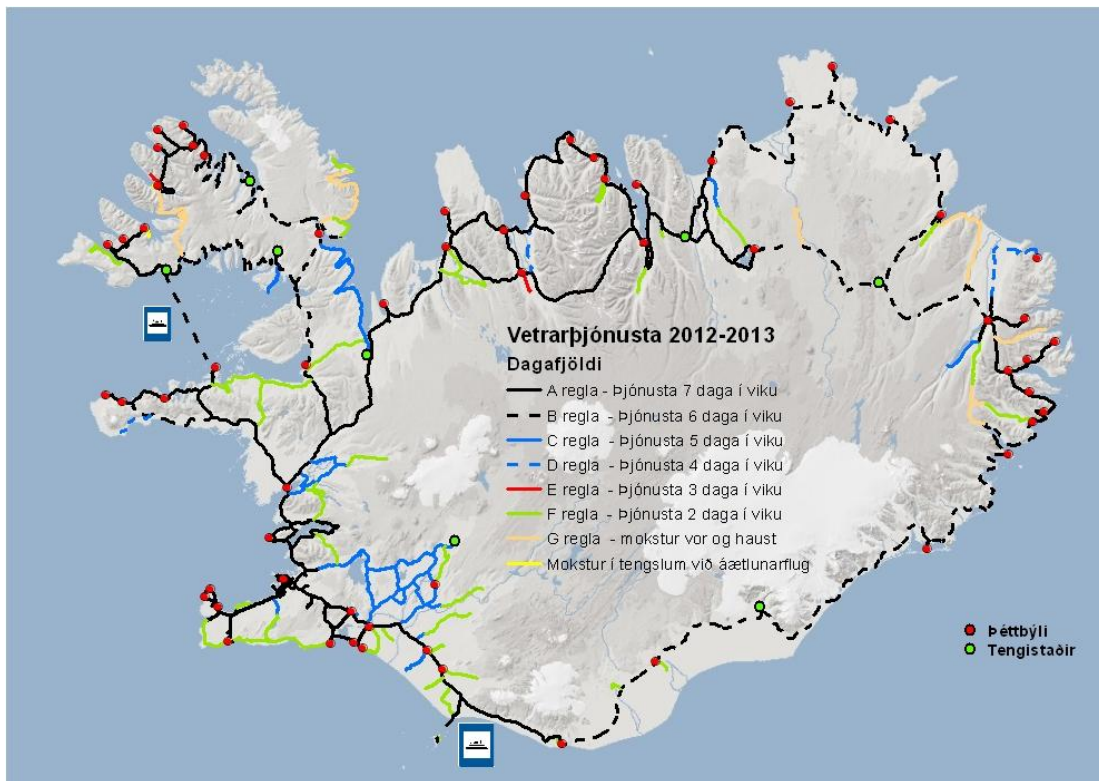 Vetrarþjónusta 2012-2013
Dagafjöldi
A regla - Þjónusta 7 daga í viku
B regla - Þjónusta 6 daga í viku
C regla - Þjónusta 5 daga í viku
D regla - Þjónusta 4 daga í viku
E regla - Þjónusta 3 daga í viku
F regla - Þjónusta 2 daga í viku
G regla - mokstur vor og haust
Mokstur í tengslum við áætlunarflug
Þéttbýli
Tengistaðir